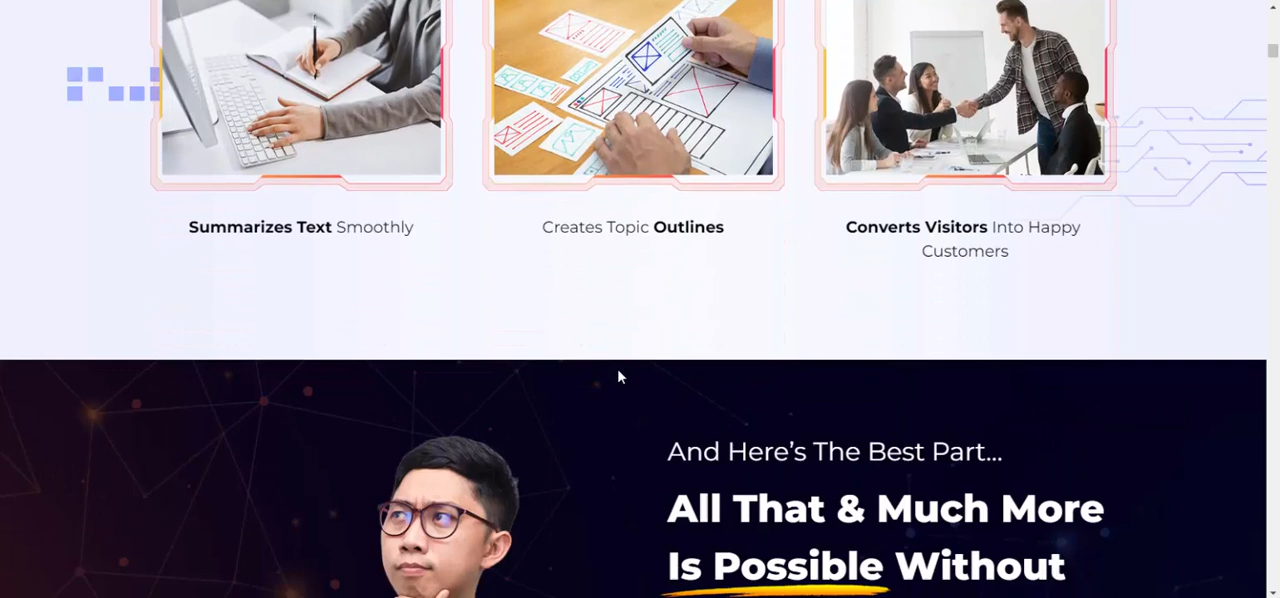 Summarizes Text Smoothly
Creates Topic Outlines
Converts Visitors Into Happy
Customers
And Here’s The Best Part...
All That & Much More
Is Possible Without